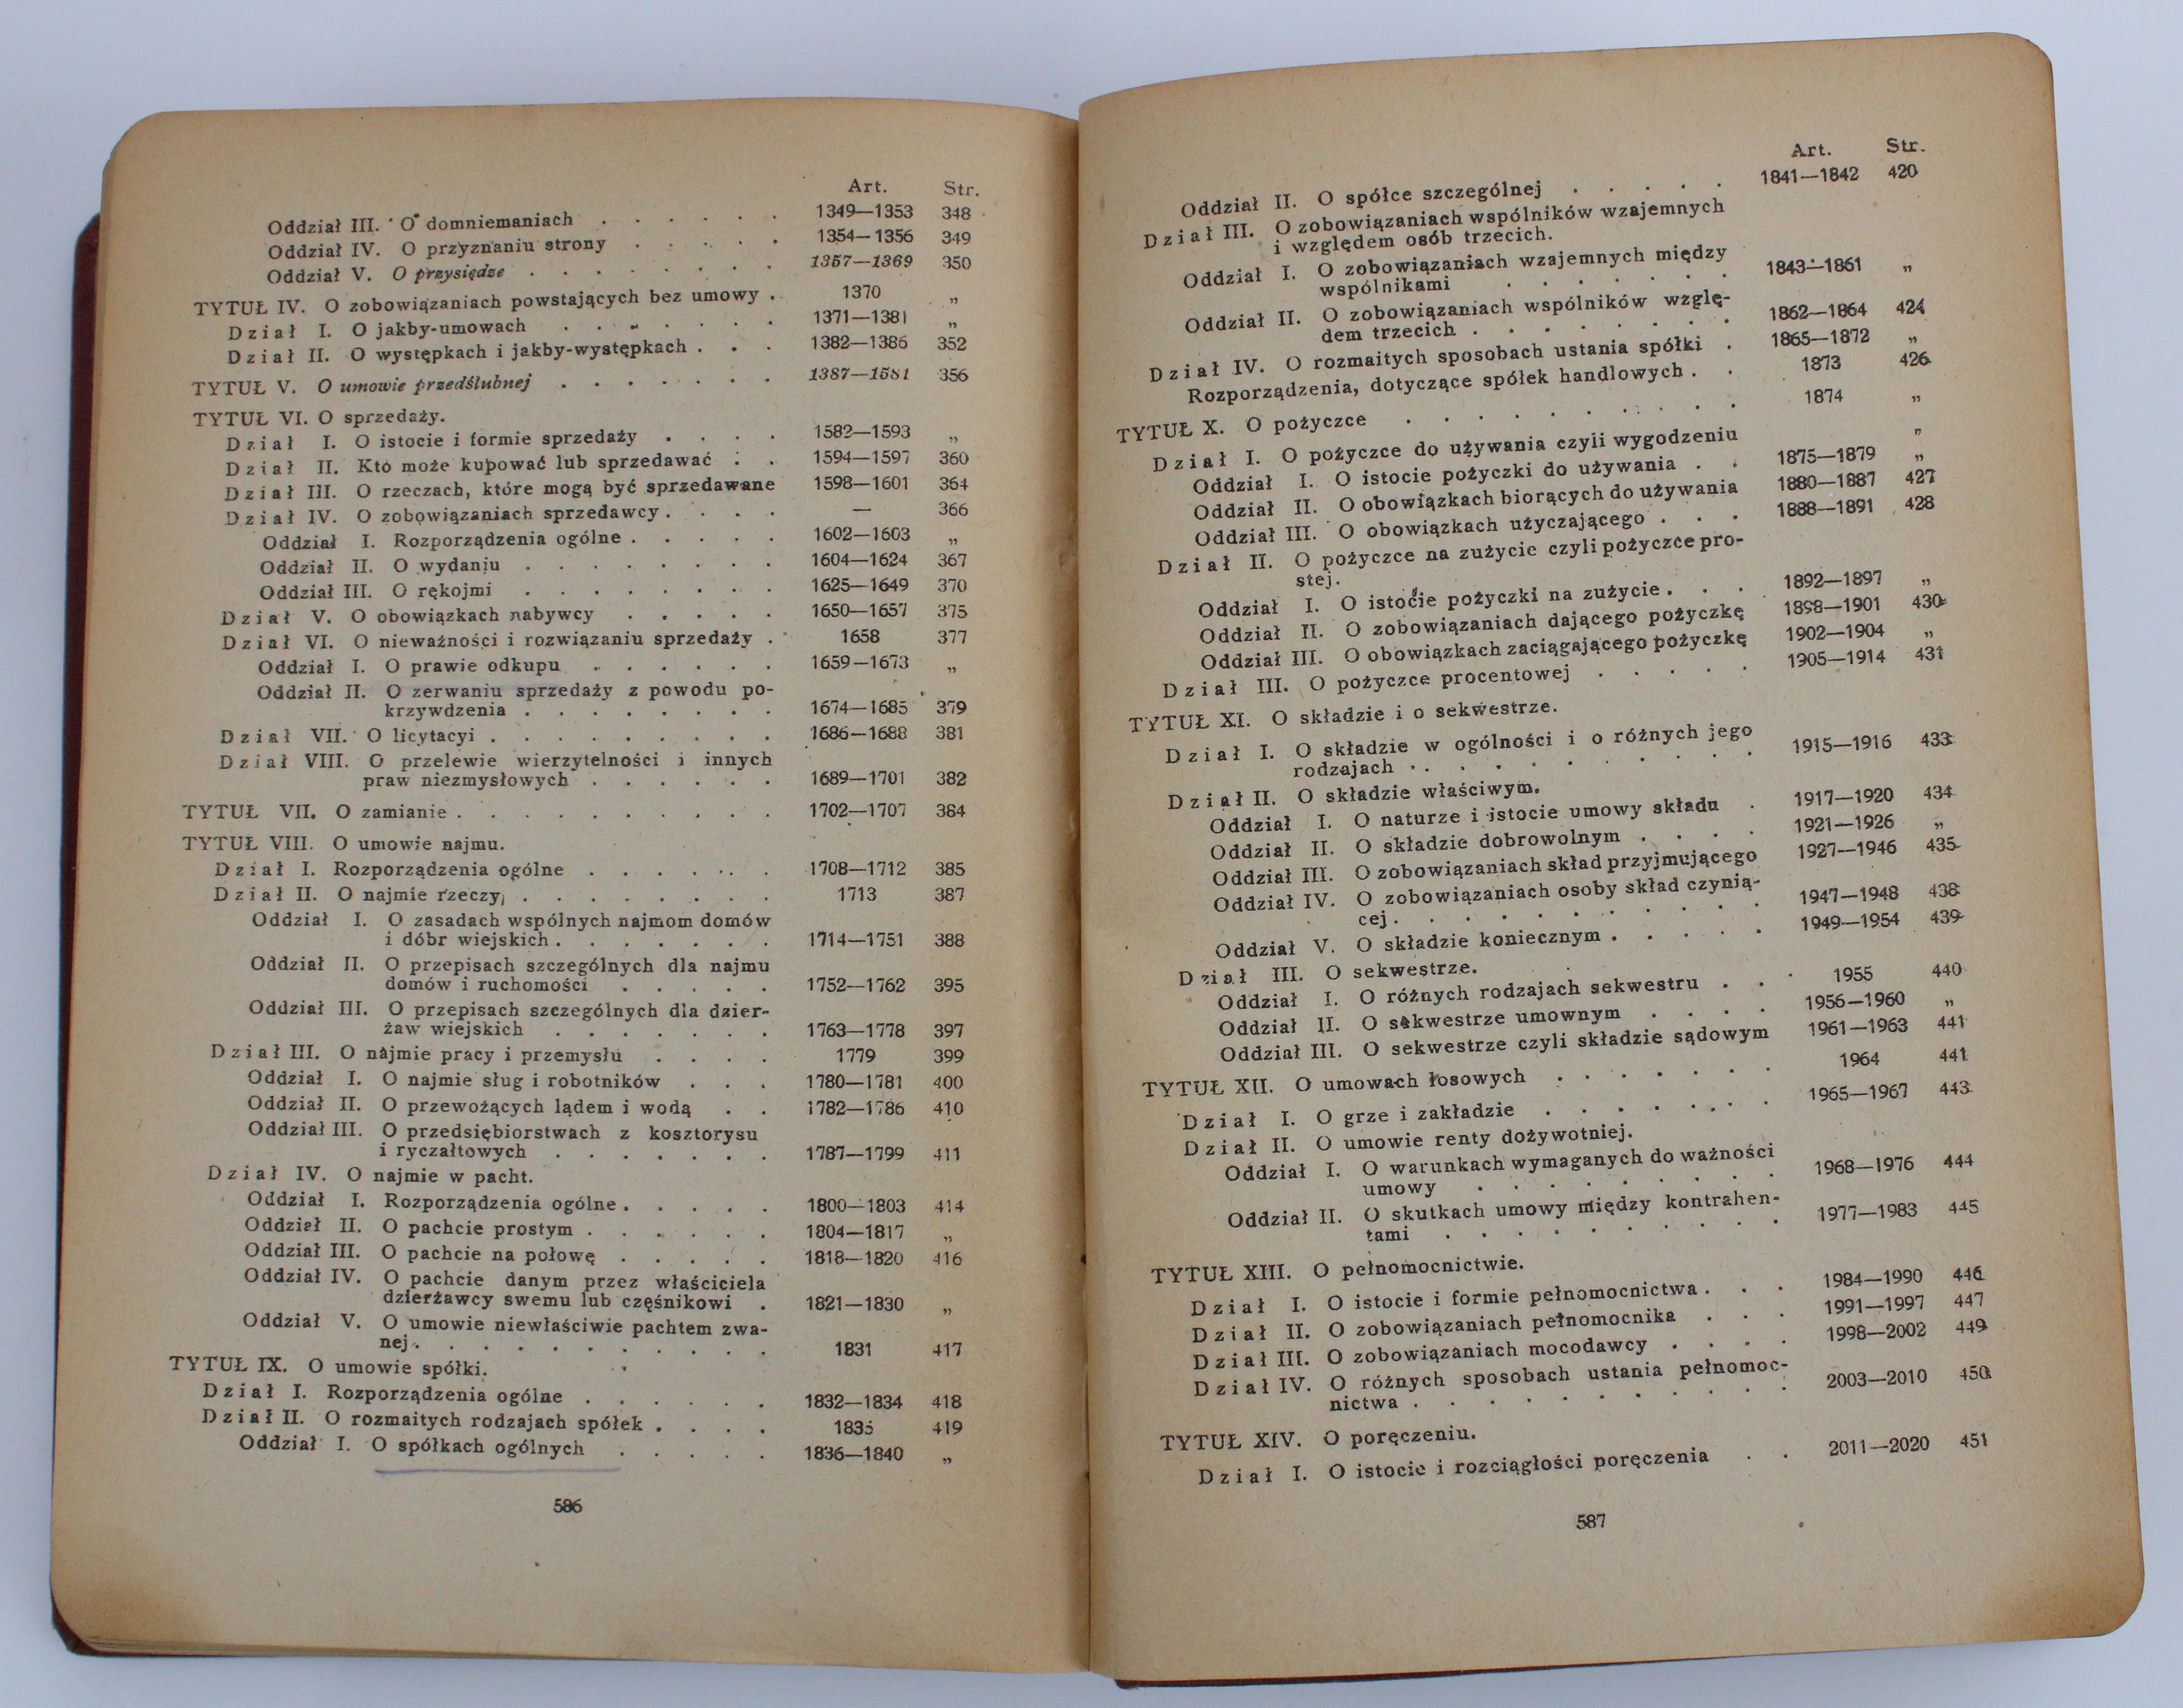 Art. Str.
Oddział III. O domniemaniach . . . . . . 1349—1353 348
Oddział IV. O przyznaniu strony . . . . . 1354—1356 349
Oddział V. O przysiędze . . . . . . . . 1357—1369 350
TYTUŁ IV. O zobowiązaniach powstających bez umowy . 1370 „
Dział I. O jakby-umowach . . . . . . . 1371—1381 „
Dział II. O występkach i jakby-występkach . . . 1382—1386 352
TYTUŁ V. O umowie przedślubnej . . . . . . . 1387—1581 356
TYTUŁ VI. O sprzedaży.
Dział I. O istocie i formie sprzedaży . . . . 1582—1593 „
Dział II. Kto może kupować lub sprzedawać . . 1594—1597 360
Dział III. O rzeczach, które mogą być sprzedawane 1598—1601 364
Dział IV. O zobowiązaniach sprzedawcy . . . . — 366
Oddział I. Rozporządzenia ogólne . . . . . 1602—1603 „
Oddział II. O wydaniu . . . . . . . . 1604—1624 367
Oddział III. O rękojmi . . . . . . . . 1625—1649 370
Dział V. O obowiązkach nabywcy . . . . . 1650—1657 375
Dział VI. O nieważności i rozwiązaniu sprzedaży . 1658 377
Oddział I. O prawie odkupu . . . . . . 1659—1673 „
Oddział II. O zerwaniu sprzedaży z powodu po-
krzywdzenia . . . . . . . . 1674—1685 379
Dział VII. O licytacyi . . . . . . . . . 1686—1688 381
Dział VIII. O przelewie wierzytelności i innych
praw niezmysłowych . . . . . . 1689—1701 382
TYTUŁ VII. O zamianie . . . . . . . . . . 1702—1707 384
TYTUŁ VIII. O umowie najmu.
Dział I. Rozporządzenia ogólne . . . . . . 1708—1712 385
Dział II. O najmie rzeczy . . . . . . . . 1713 387
Oddział I. O zasadach wspólnych najmom domów
i dóbr wiejskich . . . . . . . 1714—1751 388
Oddział II. O przepisach szczególnych dla najmu
domów i ruchomości . . . . . 1752—1762 395
Oddział III. O przepisach szczególnych dla dzier-
żaw wiejskich . . . . . . . 1763—1778 397
Dział III. O najmie pracy i przemysłu . . . . 1779 399
Oddział I. O najmie sług i robotników . . . 1780—1781 400
Oddział II. O przewożących lądem i wodą . . 1782—1786 410
Oddział III. O przedsiębiorstwach z kosztorysu
i ryczałtowych . . . . . . . 1787—1799 411
Dział IV. O najmie w pacht.
Oddział I. Rozporządzenia ogólne . . . . . 1800—1803 414
Oddział II. O pachcie prostym . . . . . . 1804—1817 „
Oddział III. O pachcie na połowę . . . . . 1818—1820 416
Oddział IV. O pachcie danym przez właściciela
dzierżawcy swemu lub częśnikowi . 1821—1830 „
Oddział V. O umowie niewłaściwie pachtem zwa-
nej . . . . . . . . . . . 1831 417
TYTUŁ IX. O umowie spółki.
Dział I. Rozporządzenia ogólne . . . . . . 1832—1834 418
Dział II. O rozmaitych rodzajach spółek . . . . 1835 419
Oddział I. O spółkach ogólnych . . . . . 1836—1840 „
586
Art. Str.
Oddział II. O spółce szczególnej . . . . . 1841—1842 420
Dział III. O zobowiązaniach wspólników wzajemnych
i względem osób trzecich.
Oddział I. O zobowiązaniach wzajemnych między
wspólnikami . . . . . . . 1843—1861 „
Oddział II. O zobowiązaniach wspólników wzglę-
dem trzecich . . . . . . . . 1862—1864 424
Dział IV. O rozmaitych sposobach ustania spółki . 1865—1872 „
Rozporządzenia, dotyczące spółek handlowych . . 1873 426
TYTUŁ X. O pożyczce . . . . . . . . . . 1874 „
Dział I. O pożyczce do używania czyli wygodzeniu „
Oddział I. O istocie pożyczki do używania . . 1875—1879 „
Oddział II. O obowiązkach biorących do używania 1880—1887 427
Oddział III. O obowiązkach użyczającego . . . 1888—1891 428
Dział II. O pożyczce na zużycie czyli pożyczce pro-
stej.
Oddział I. O istocie pożyczki na zużycie . . . 1892—1897 „
Oddział II. O zobowiązaniach dającego pożyczkę 1898—1901 430
Oddział III. O obowiązkach zaciągającego pożyczkę 1902—1904 „
Dział III. O pożyczce procentowej . . . . . 1905—1914 431
TYTUŁ XI. O składzie i o sekwestrze.
Dział I. O składzie w ogólności i o różnych jego
rodzajach . . . . . . . . . . 1915—1916 433
Dział II. O składzie właściwym.
Oddział I. O naturze i istocie umowy składu . 1917—1920 434
Oddział II. O składzie dobrowolnym . . . . 1921—1926 „
Oddział III. O zobowiązaniach skład przyjmującego 1927—1946 435
Oddział IV. O zobowiązaniach osoby skład czynią-
cej . . . . . . . . . . . 1947—1948 438
Oddział V. O składzie koniecznym . . . . . 1949—1954 439
Dział III. O sekwestrze.
Oddział I. O różnych rodzajach sekwestru . . 1955 440
Oddział II. O sekwestrze umownym . . . . 1956—1960 „
Oddział III. O sekwestrze czyli składzie sądowym 1961—1963 441
TYTUŁ XII. O umowach losowych . . . . . . . 1964 441
Dział I. O grze i zakładzie . . . . . . . 1965—1967 443
Dział II. O umowie renty dożywotniej.
Oddział I. O warunkach wymaganych do ważności
umowy . . . . . . . . . 1968—1976 444
Oddział II. O skutkach umowy między kontrahen-
tami . . . . . . . . . . 1977—1983 445
TYTUŁ XIII. O pełnomocnictwie.
Dział I. O istocie i formie pełnomocnictwa . . . 1984—1990 446
Dział II. O zobowiązaniach pełnomocnika . . . 1991—1997 447
Dział III. O zobowiązaniach mocodawcy . . . . 1998—2002 449
Dział IV. O różnych sposobach ustania pełnomoc-
nictwa . . . . . . . . . . 2003—2010 450
TYTUŁ XIV. O poręczeniu.
Dział I. O istocie i rozciągłości poręczenia . . 2011—2020 451
587